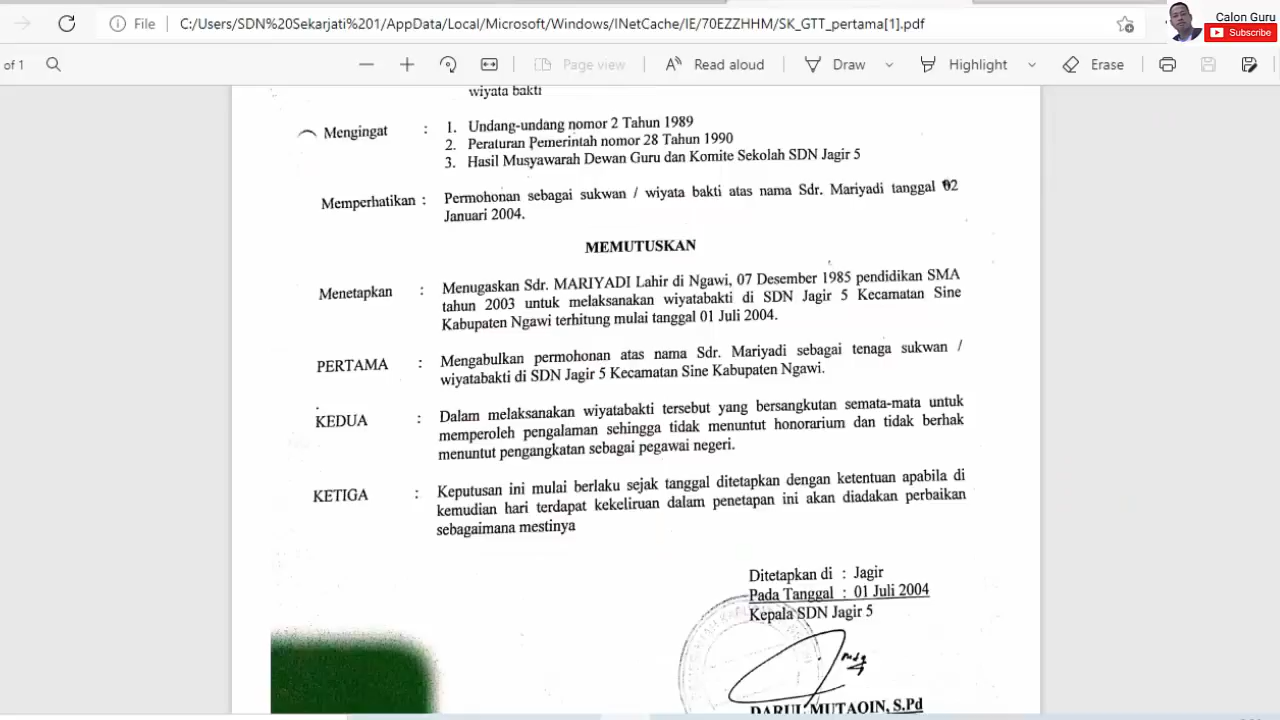 File
C:/Users/SDN%20Sekarjati%201/AppData/Local/Microsoft/Windows/INetCache/IE/70EZZHHM/SK_GTT_pertama[1].pdf
Calon Guru
Subscribe
of 1
Page view
Read aloud
Draw
Highlight
Erase
wiyata bakti
Mengingat : 1. Undang-undang nomor 2 Tahun 1989
2. Peraturan Pemerintah nomor 28 Tahun 1990
3. Hasil Musyawarah Dewan Guru dan Komite Sekolah SDN Jagir 5
Memperhatikan : Permohonan sebagai sukwan / wiyata bakti atas nama Sdr. Mariyadi tanggal 02
Januari 2004.
MEMUTUSKAN
Menetapkan : Menugaskan Sdr. MARIYADI Lahir di Ngawi, 07 Desember 1985 pendidikan SMA
tahun 2003 untuk melaksanakan wiyatabakti di SDN Jagir 5 Kecamatan Sine
Kabupaten Ngawi terhitung mulai tanggal 01 Juli 2004.
PERTAMA : Mengabulkan permohonan atas nama Sdr. Mariyadi sebagai tenaga sukwan /
wiyatabakti di SDN Jagir 5 Kecamatan Sine Kabupaten Ngawi.
KEDUA : Dalam melaksanakan wiyatabakti tersebut yang bersangkutan semata-mata untuk
memperoleh pengalaman sehingga tidak menuntut honorarium dan tidak berhak
menuntut pengangkatan sebagai pegawai negeri.
KETIGA : Keputusan ini mulai berlaku sejak tanggal ditetapkan dengan ketentuan apabila di
kemudian hari terdapat kekeliruan dalam penetapan ini akan diadakan perbaikan
sebagaimana mestinya
Ditetapkan di : Jagir
Pada Tanggal : 01 Juli 2004
Kepala SDN Jagir 5
DARUL MUTAQIN, S.Pd